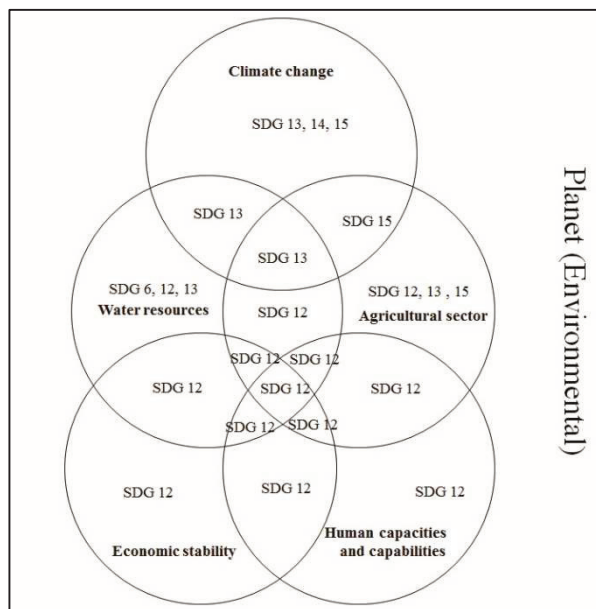 Climate change
SDG 13, 14, 15
SDG 13
SDG 15
SDG 13
SDG 6, 12, 13
Water resources
SDG 12
SDG 12, 13 , 15
Agricultural sector
SDG 12
SDG 12
SDG 12
SDG 12
SDG 12
SDG 12
SDG 12
SDG 12
SDG 12
SDG 12
Economic stability
Human capacities
and capabilities
Planet (Environmental)